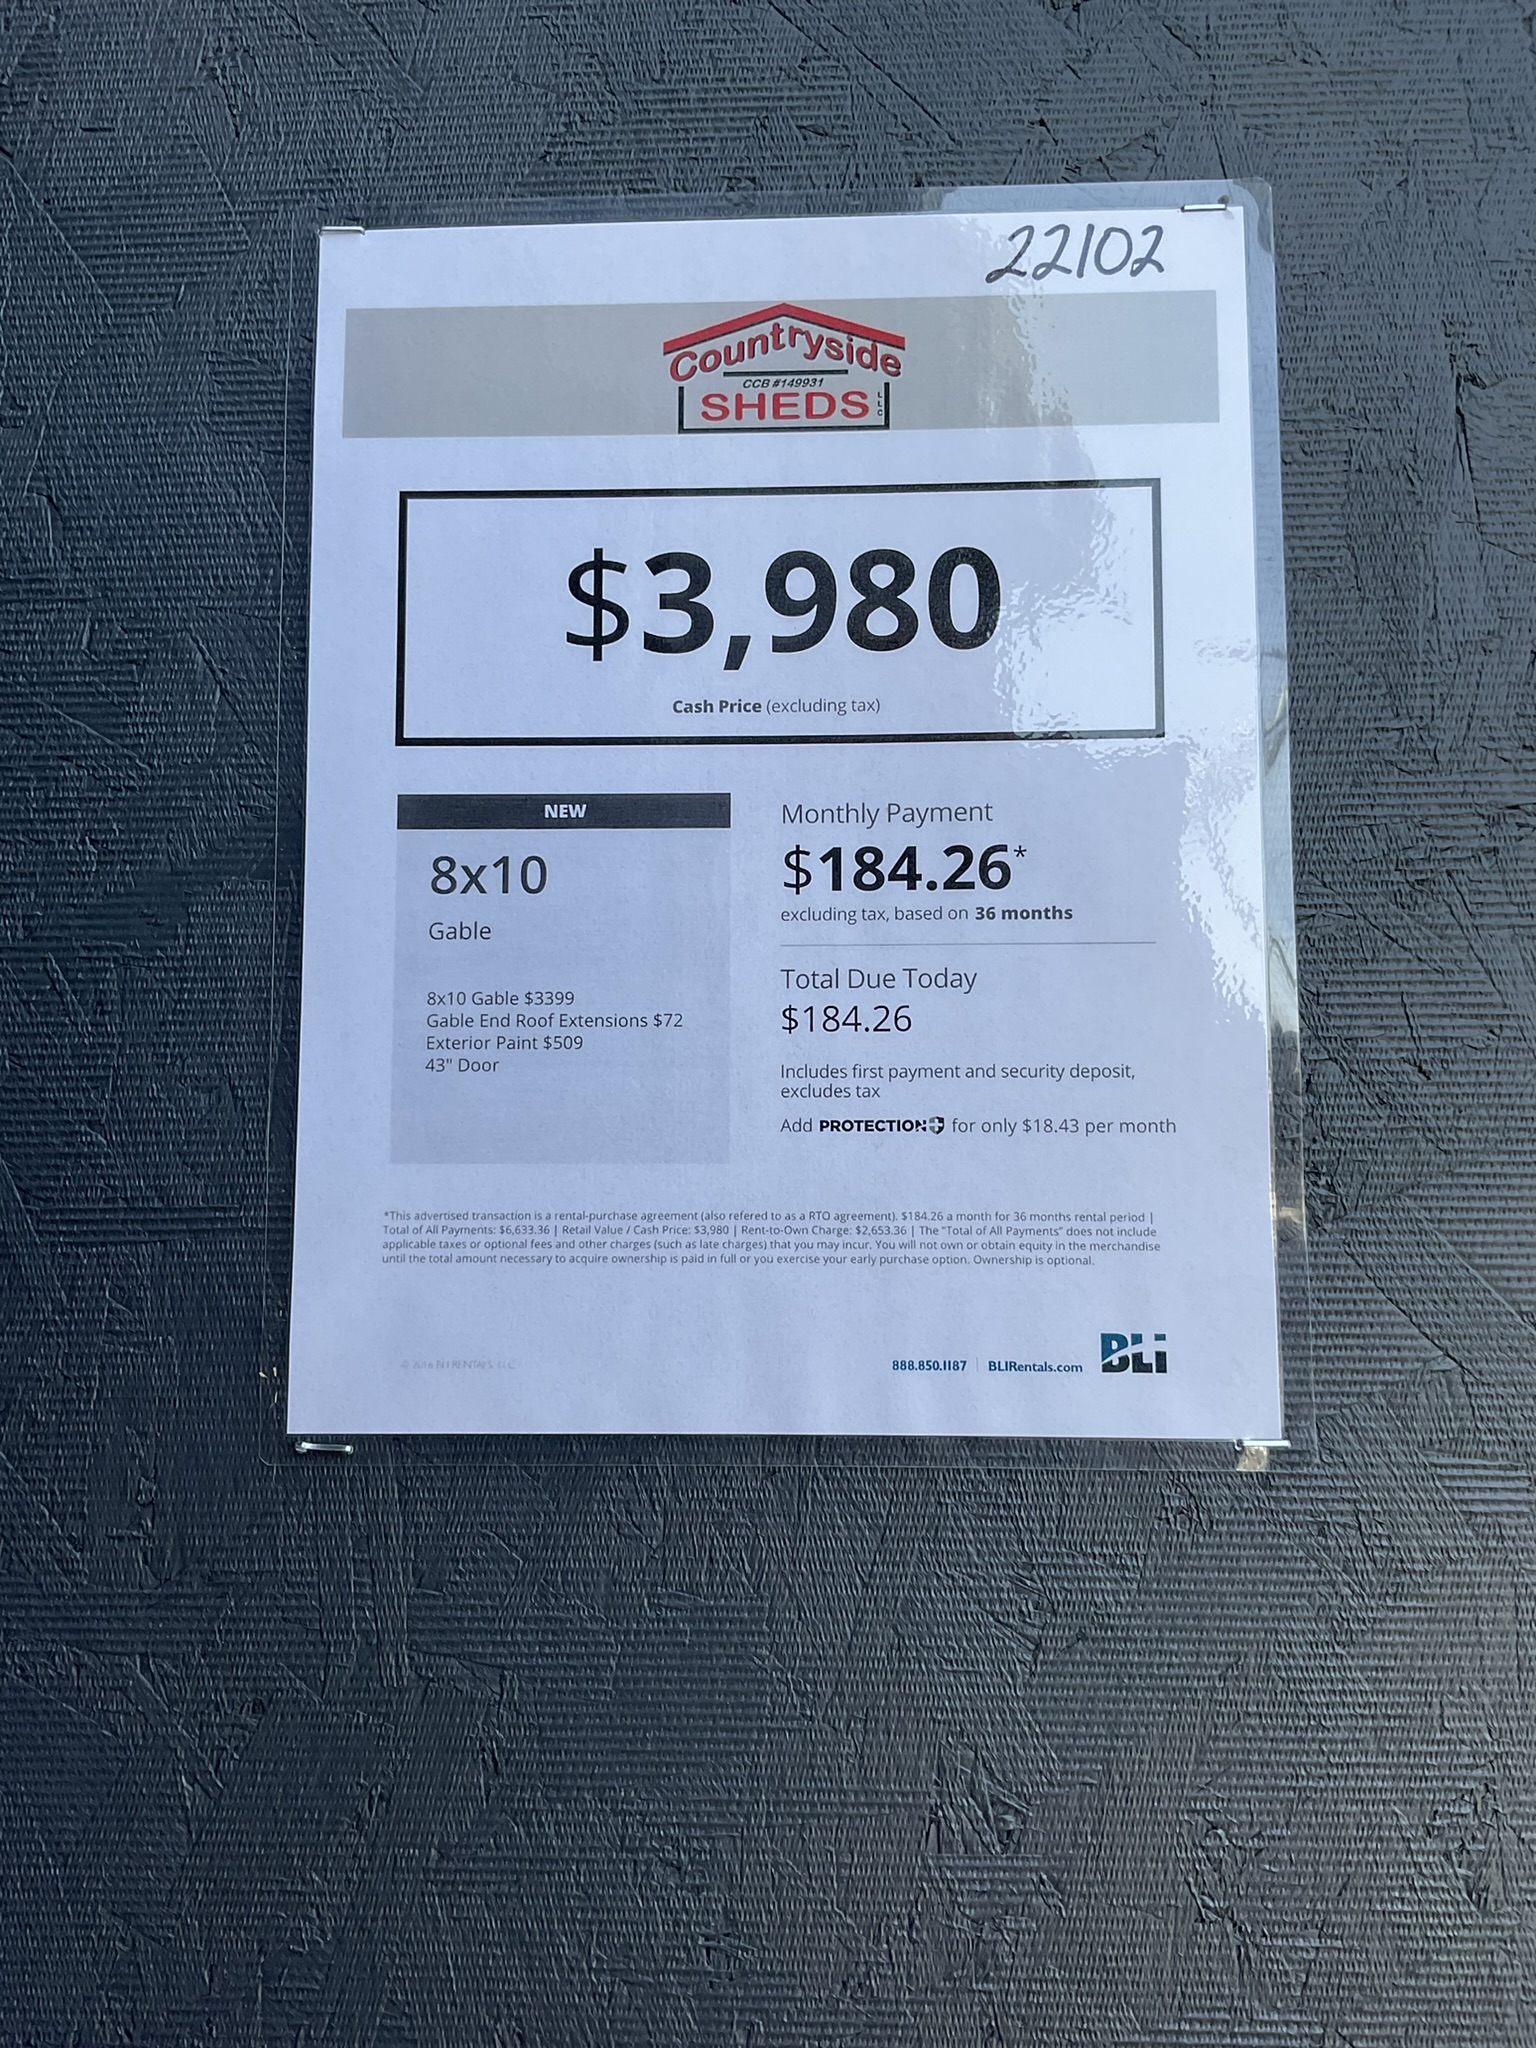 22102
Countryside
CCB #149931
SHEDS LLC
$3,980
Cash Price (excluding tax)
NEW
8x10
Gable
8x10 Gable $3399
Gable End Roof Extensions $72
Exterior Paint $509
43" Door
Monthly Payment
$184.26*
excluding tax, based on 36 months
Total Due Today
$184.26
Includes first payment and security deposit,
excludes tax
Add PROTECTION+ for only $18.43 per month
*This advertised transaction is a rental-purchase agreement (also refered to as a RTO agreement). $184.26 a month for 36 months rental period |
Total of All Payments: $6,633.36 | Retail Value / Cash Price: $3,980 | Rent-to-Own Charge: $2,653.36 | The "Total of All Payments" does not include
applicable taxes or optional fees and other charges (such as late charges) that you may incur. You will not own or obtain equity in the merchandise
until the total amount necessary to acquire ownership is paid in full or you exercise your early purchase option. Ownership is optional.
© 2016 BLI RENTALS, LLC
888.850.1187 | BLIRentals.com
BLi